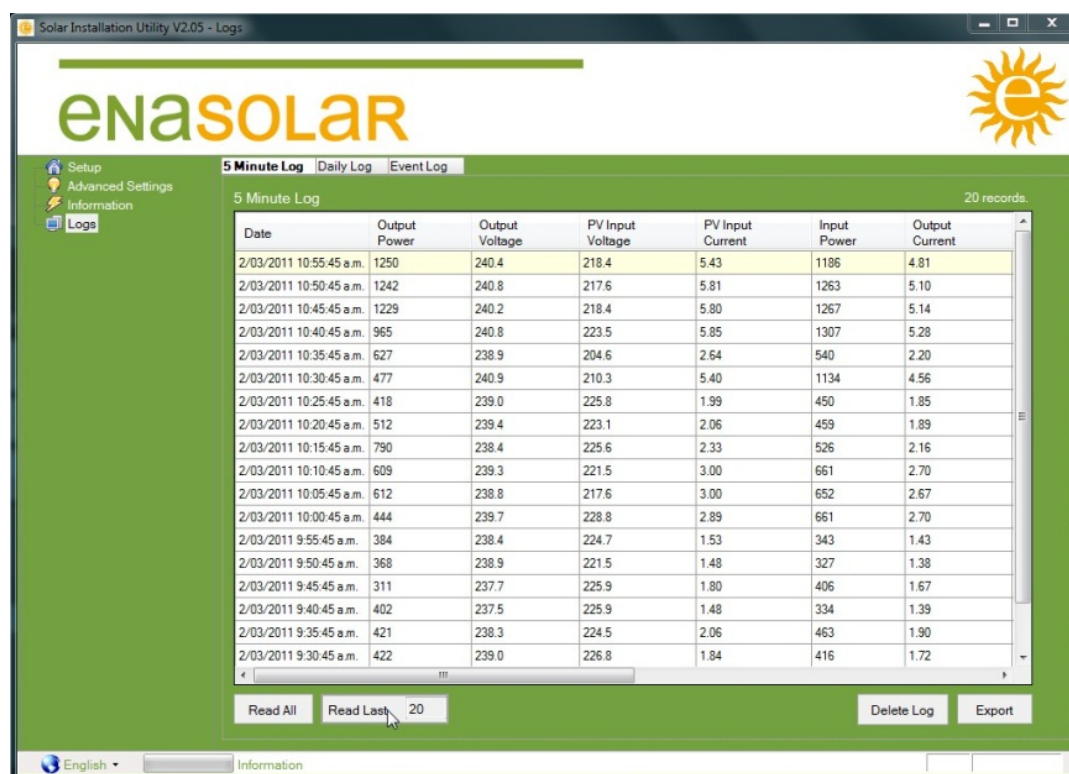 Solar Installation Utility V2.05 - Logs
enasolar
Setup
Advanced Settings
Information
Logs
5 Minute Log Daily Log Event Log
5 Minute Log 20 records.
Date Output Power Output Voltage PV Input Voltage PV Input Current Input Power Output Current
2/03/2011 10:55:45 a.m. 1250 240.4 218.4 5.43 1186 4.81
2/03/2011 10:50:45 a.m. 1242 240.8 217.6 5.81 1263 5.10
2/03/2011 10:45:45 a.m. 1229 240.2 218.4 5.80 1267 5.14
2/03/2011 10:40:45 a.m. 965 240.8 223.5 5.85 1307 5.28
2/03/2011 10:35:45 a.m. 627 238.9 204.6 2.64 540 2.20
2/03/2011 10:30:45 a.m. 477 240.9 210.3 5.40 1134 4.56
2/03/2011 10:25:45 a.m. 418 239.0 225.8 1.99 450 1.85
2/03/2011 10:20:45 a.m. 512 239.4 223.1 2.06 459 1.89
2/03/2011 10:15:45 a.m. 790 238.4 225.6 2.33 526 2.16
2/03/2011 10:10:45 a.m. 609 239.3 221.5 3.00 661 2.70
2/03/2011 10:05:45 a.m. 612 238.8 217.6 3.00 652 2.67
2/03/2011 10:00:45 a.m. 444 239.7 228.8 2.89 661 2.70
2/03/2011 9:55:45 a.m. 384 238.4 224.7 1.53 343 1.43
2/03/2011 9:50:45 a.m. 368 238.9 221.5 1.48 327 1.38
2/03/2011 9:45:45 a.m. 311 237.7 225.9 1.80 406 1.67
2/03/2011 9:40:45 a.m. 402 237.5 225.9 1.48 334 1.39
2/03/2011 9:35:45 a.m. 421 238.3 224.5 2.06 463 1.90
2/03/2011 9:30:45 a.m. 422 239.0 226.8 1.84 416 1.72
Read All Read Last 20 Delete Log Export
English Information